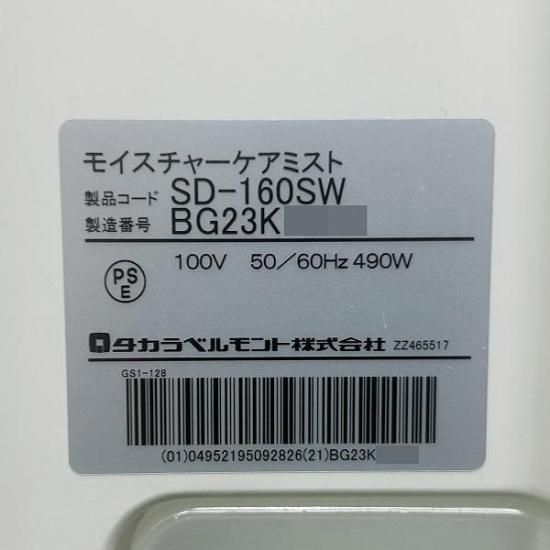 モイスチャーケアミスト
製品コード SD-160SW
製造番号 BG23K
PS
E
100V 50/60Hz 490W
タカラベルモント株式会社 ZZ465517
GS1-128
(01)04952195092826(21)BG23K